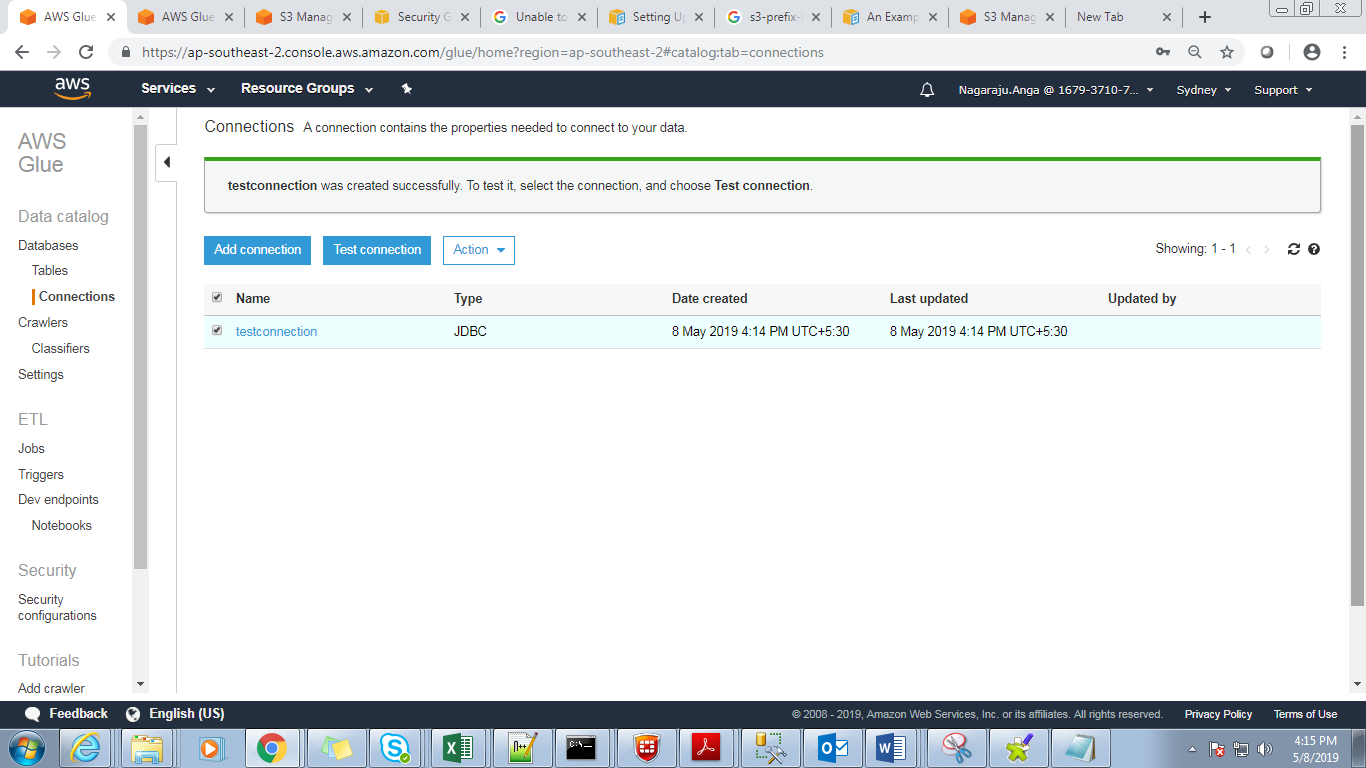 AWS Glue
AWS Glue
S3 Manag
Security G
Unable to
Setting Up
s3-prefix-
An Examp
S3 Manag
New Tab
https://ap-southeast-2.console.aws.amazon.com/glue/home?region=ap-southeast-2#catalog:tab=connections
aws
Services
Resource Groups
Nagaraju.Anga @ 1679-3710-7...
Sydney
Support
AWS
Glue
Data catalog
Databases
Tables
Connections
Crawlers
Classifiers
Settings
ETL
Jobs
Triggers
Dev endpoints
Notebooks
Security
Security
configurations
Tutorials
Add crawler
Connections A connection contains the properties needed to connect to your data.
testconnection was created successfully. To test it, select the connection, and choose Test connection.
Add connection
Test connection
Action
Showing: 1 - 1
Name Type Date created Last updated Updated by
testconnection JDBC 8 May 2019 4:14 PM UTC+5:30 8 May 2019 4:14 PM UTC+5:30
Feedback
English (US)
© 2008 - 2019, Amazon Web Services, Inc. or its affiliates. All rights reserved.
Privacy Policy
Terms of Use
4:15 PM
5/8/2019